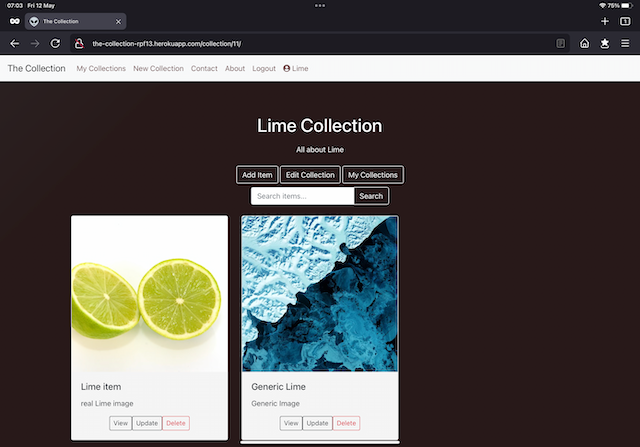 07:03 Fri 12 May
75%
The Collection
1
the-collection-rpf13.herokuapp.com/collection/11/
The Collection My Collections New Collection Contact About Logout Lime
Lime Collection
All about Lime
Add Item Edit Collection My Collections
Search items... Search
Lime item
real Lime image
View Update Delete
Generic Lime
Generic Image
View Update Delete